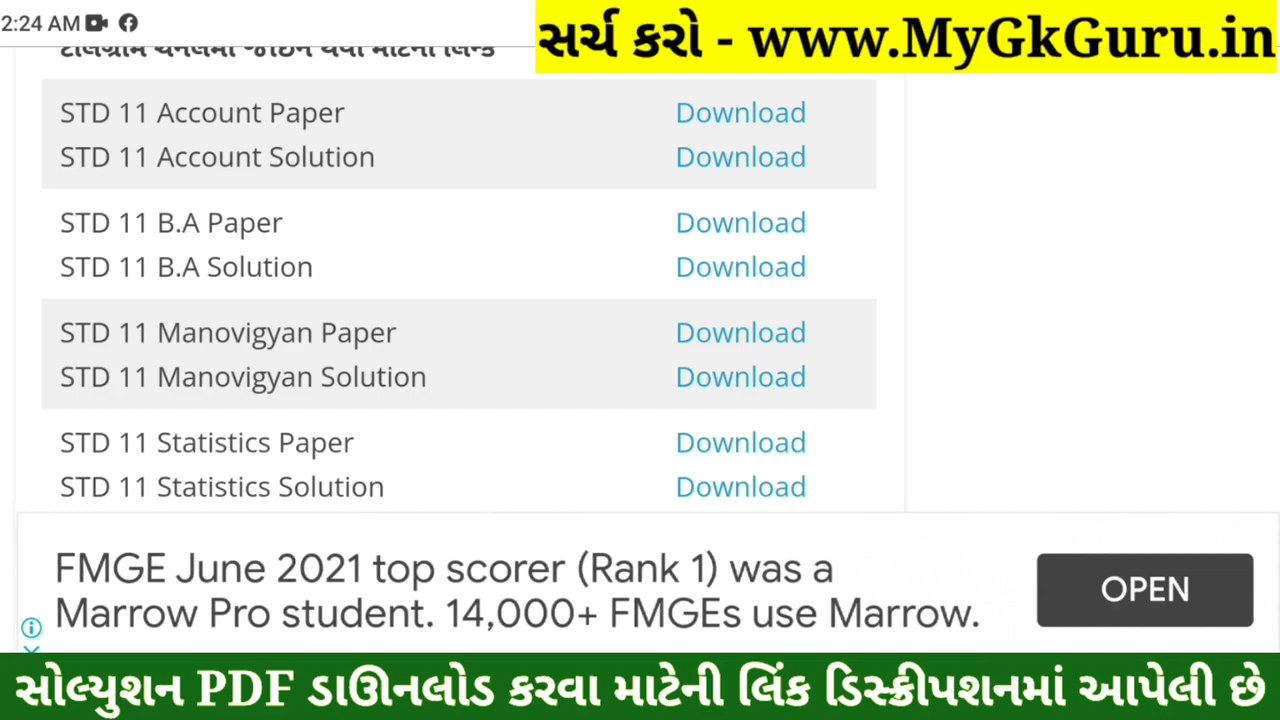 2:24 AM
સર્ચ કરો - www.MyGkGuru.in
ટેલિગ્રામ ચેનલમાં જોઇન થવા માટેની લિન્ક
STD 11 Account Paper Download
STD 11 Account Solution Download
STD 11 B.A Paper Download
STD 11 B.A Solution Download
STD 11 Manovigyan Paper Download
STD 11 Manovigyan Solution Download
STD 11 Statistics Paper Download
STD 11 Statistics Solution Download
FMGE June 2021 top scorer (Rank 1) was a
Marrow Pro student. 14,000+ FMGEs use Marrow.
OPEN
સોલ્યુશન PDF ડાઊનલોડ કરવા માટેની લિંક ડિસ્ક્રીપશનમાં આપેલી છે